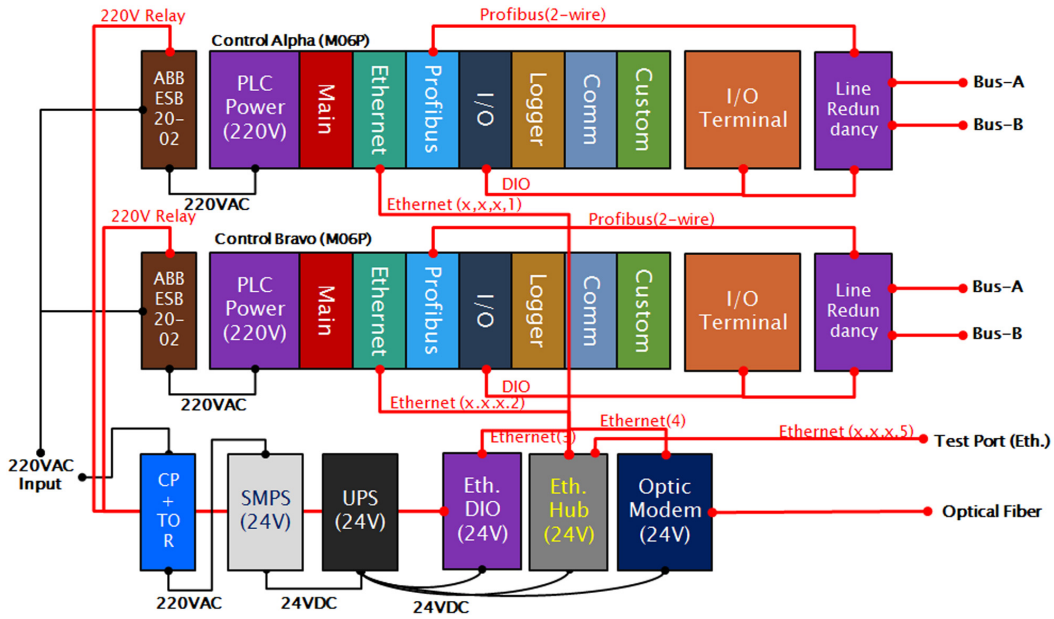 220V Relay
Profibus(2-wire)
Control Alpha (M06P)
ABB
ESB
20-
02
PLC
Power
(220V)
Main
Ethernet
Profibus
I/O
Logger
Comm
Custom
I/O
Terminal
Line
Redun
dancy
Bus-A
Bus-B
220VAC
DIO
Ethernet (x,x,x,1)
220V Relay
Profibus(2-wire)
Control Bravo (M06P)
ABB
ESB
20-
02
PLC
Power
(220V)
Main
Ethernet
Profibus
I/O
Logger
Comm
Custom
I/O
Terminal
Line
Redun
dancy
Bus-A
Bus-B
220VAC
DIO
Ethernet (x.x.x.2)
Ethernet(3)
Ethernet(4)
Ethernet (x,x,x,5)
Test Port (Eth.)
220VAC
Input
CP
+
TO
R
SMPS
(24V)
UPS
(24V)
Eth.
DIO
(24V)
Eth.
Hub
(24V)
Optic
Modem
(24V)
Optical Fiber
220VAC
24VDC
24VDC